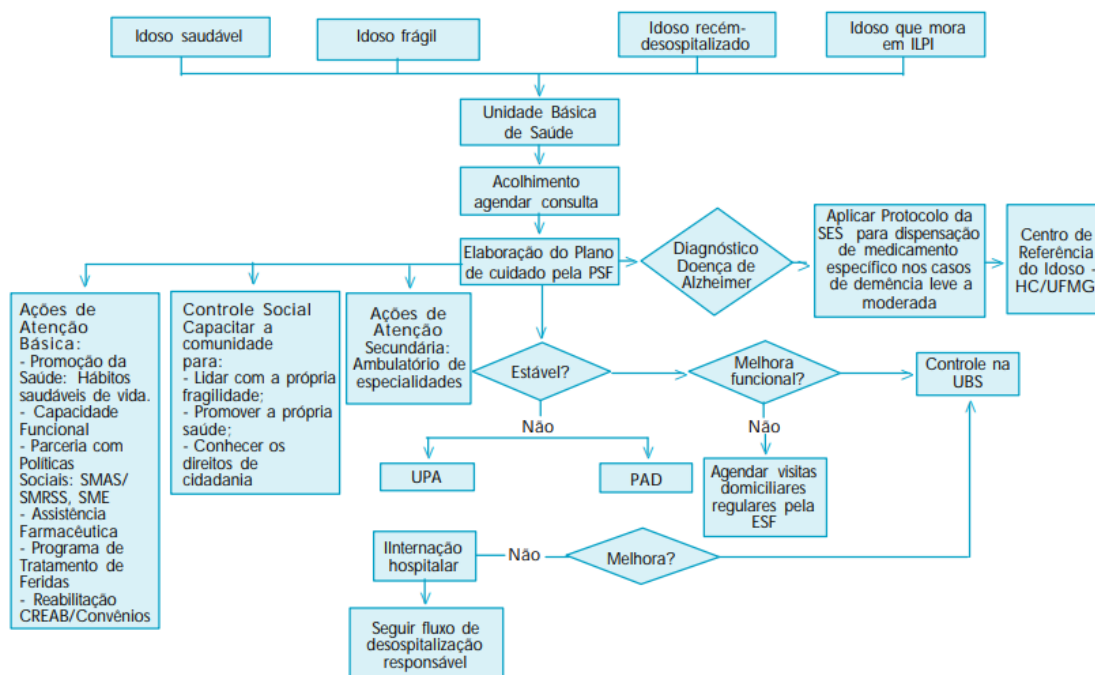 Idoso saudável
Idoso frágil
Idoso recém-
desospitalizado
Idoso que mora
em ILPI
Unidade Básica
de Saúde
Acolhimento
agendar consulta
Elaboração do Plano
de cuidado pela PSF
Diagnóstico
Doença de
Alzheimer
Aplicar Protocolo da
SES para dispensação
de medicamento
específico nos casos
de demência leve a
moderada
Centro de
Referência
do Idoso -
HC/UFMG
Ações de
Atenção
Básica:
- Promoção da
Saúde: Hábitos
saudáveis de vida.
- Capacidade
Funcional
- Parceria com
Políticas
Sociais: SMAS/
SMRSS, SME
- Assistência
Farmacêutica
- Programa de
Tratamento de
Feridas
- Reabilitação
CREAB/Convênios
Controle Social
Capacitar a
comunidade
para:
- Lidar com a própria
fragilidade;
- Promover a própria
saúde;
- Conhecer os
direitos de
cidadania
Ações de
Atenção
Secundária:
Ambulatório de
especialidades
Estável?
Melhora
funcional?
Controle na
UBS
Não
Não
UPA
PAD
Agendar visitas
domiciliares
regulares pela
ESF
IInternação
hospitalar
Não
Melhora?
Seguir fluxo de
desospitalização
responsável